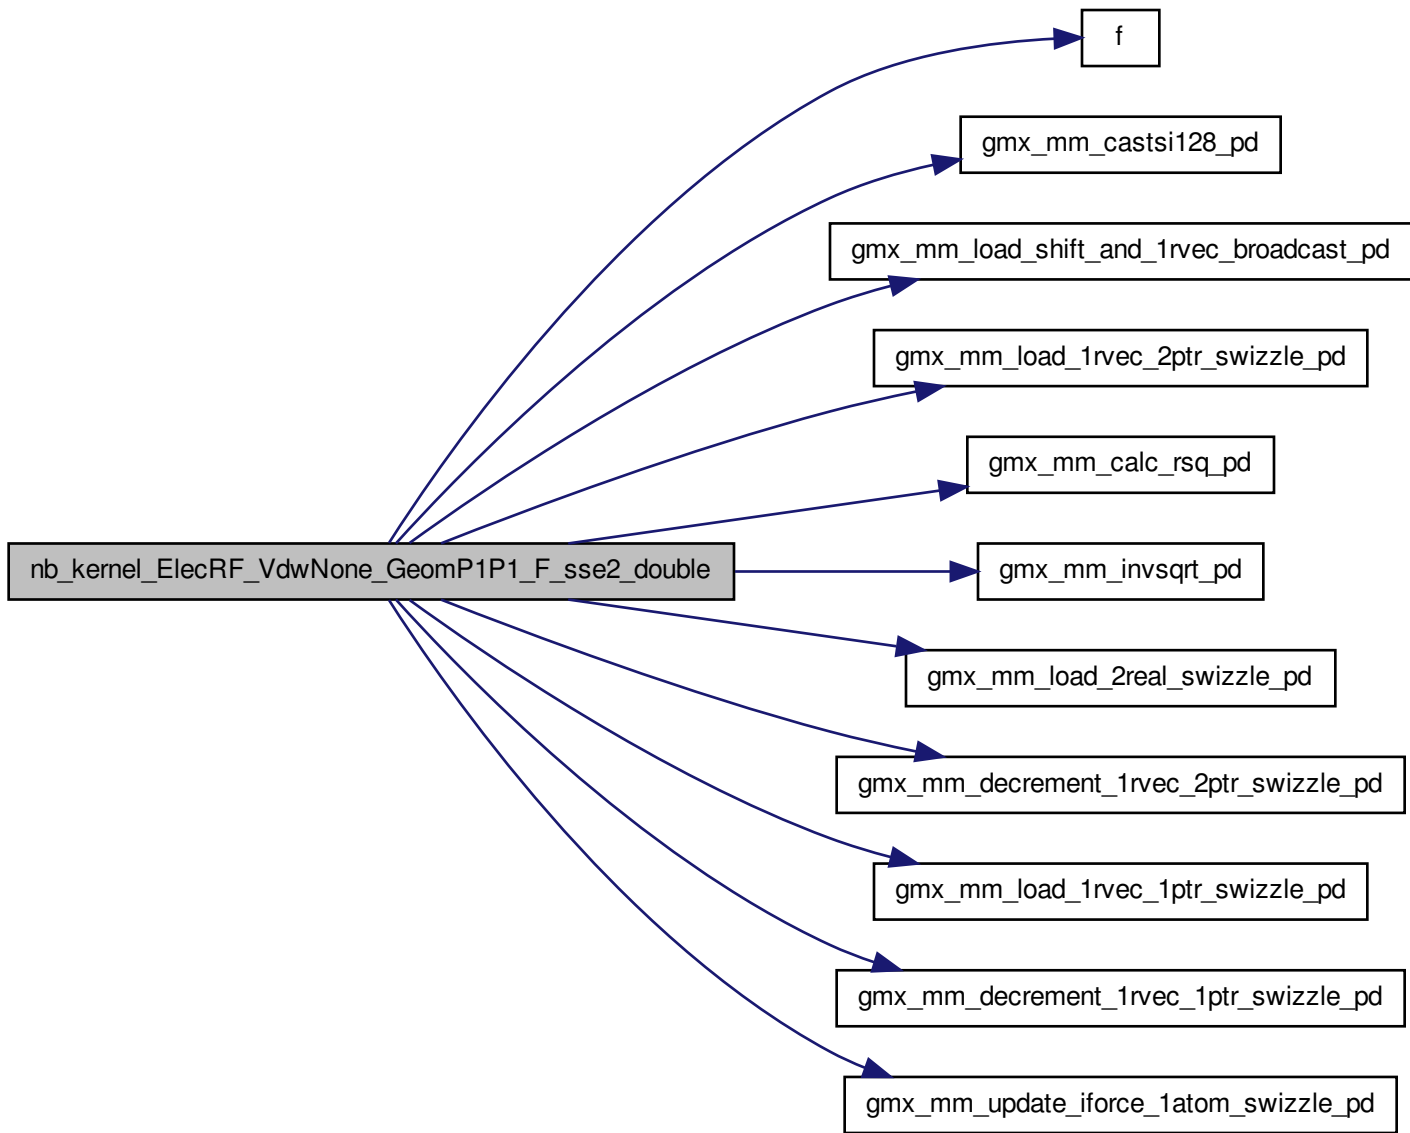 f
gmx_mm_castsi128_pd
gmx_mm_load_shift_and_1rvec_broadcast_pd
gmx_mm_load_1rvec_2ptr_swizzle_pd
gmx_mm_calc_rsq_pd
nb_kernel_ElecRF_VdwNone_GeomP1P1_F_sse2_double
gmx_mm_invsqrt_pd
gmx_mm_load_2real_swizzle_pd
gmx_mm_decrement_1rvec_2ptr_swizzle_pd
gmx_mm_load_1rvec_1ptr_swizzle_pd
gmx_mm_decrement_1rvec_1ptr_swizzle_pd
gmx_mm_update_iforce_1atom_swizzle_pd